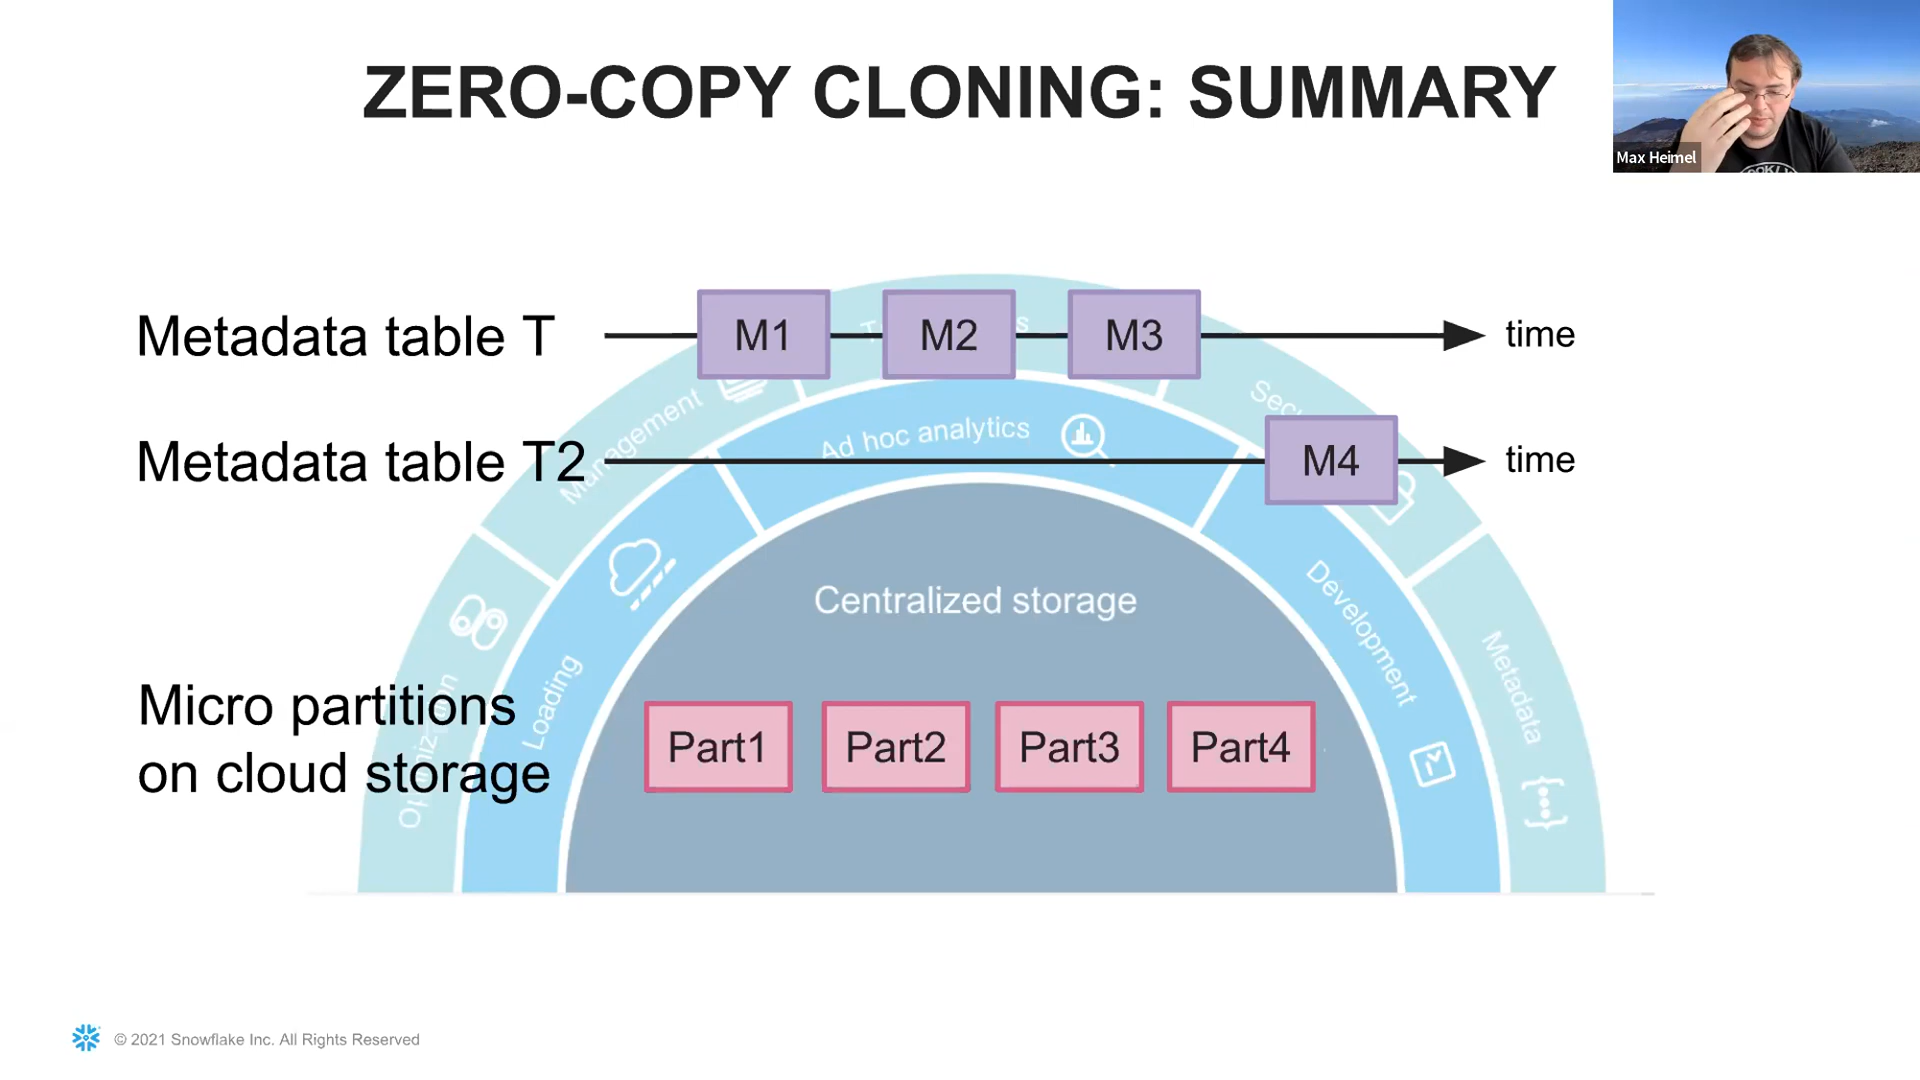 ZERO-COPY CLONING: SUMMARY
Max Heimel
Metadata table T
M1
M2
M3
time
Management
Ad hoc analytics
Metadata table T2
M4
time
Centralized storage
Development
Loading
Metadata
Micro partitions
on cloud storage
Part1
Part2
Part3
Part4
© 2021 Snowflake Inc. All Rights Reserved